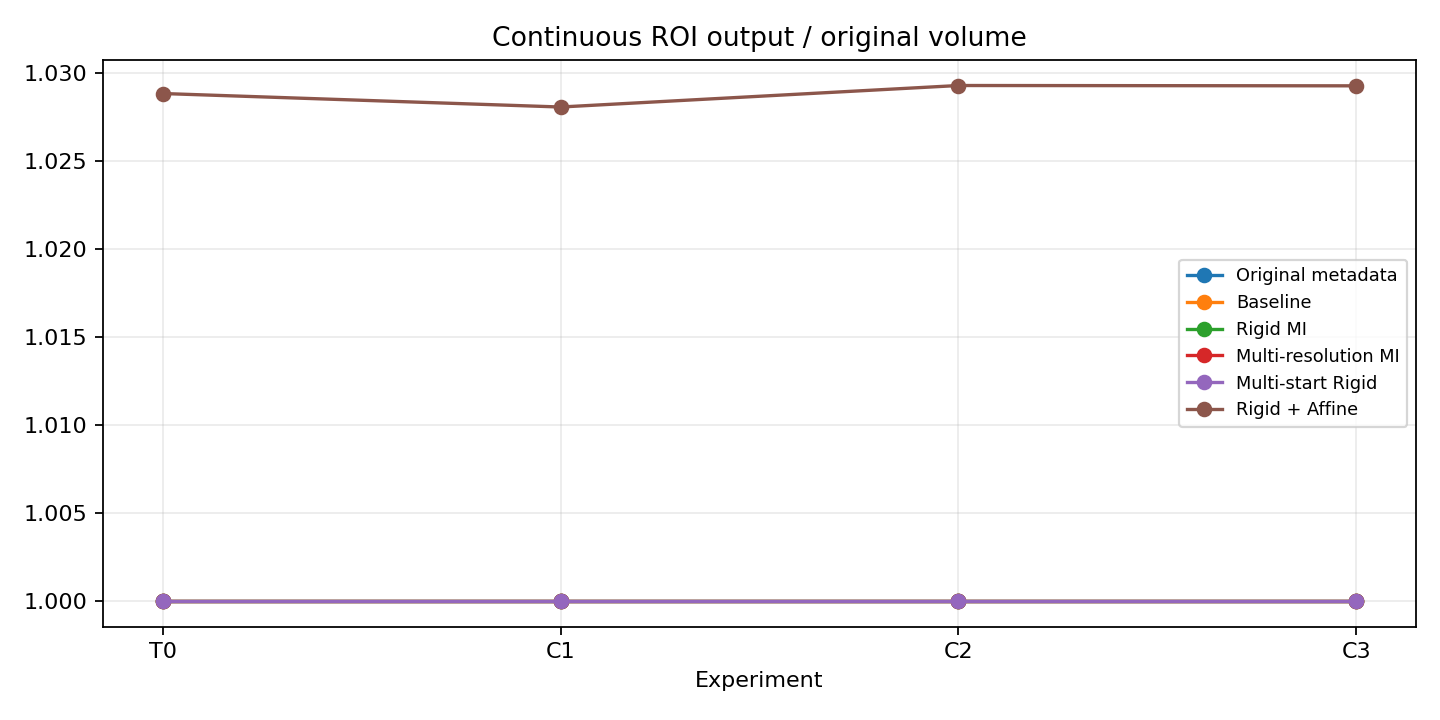 Continuous ROI output / original volume
1.030
1.025
1.020
1.015
1.010
1.005
1.000
Original metadata
Baseline
Rigid MI
Multi-resolution MI
Multi-start Rigid
Rigid + Affine
T0 C1 C2 C3
Experiment